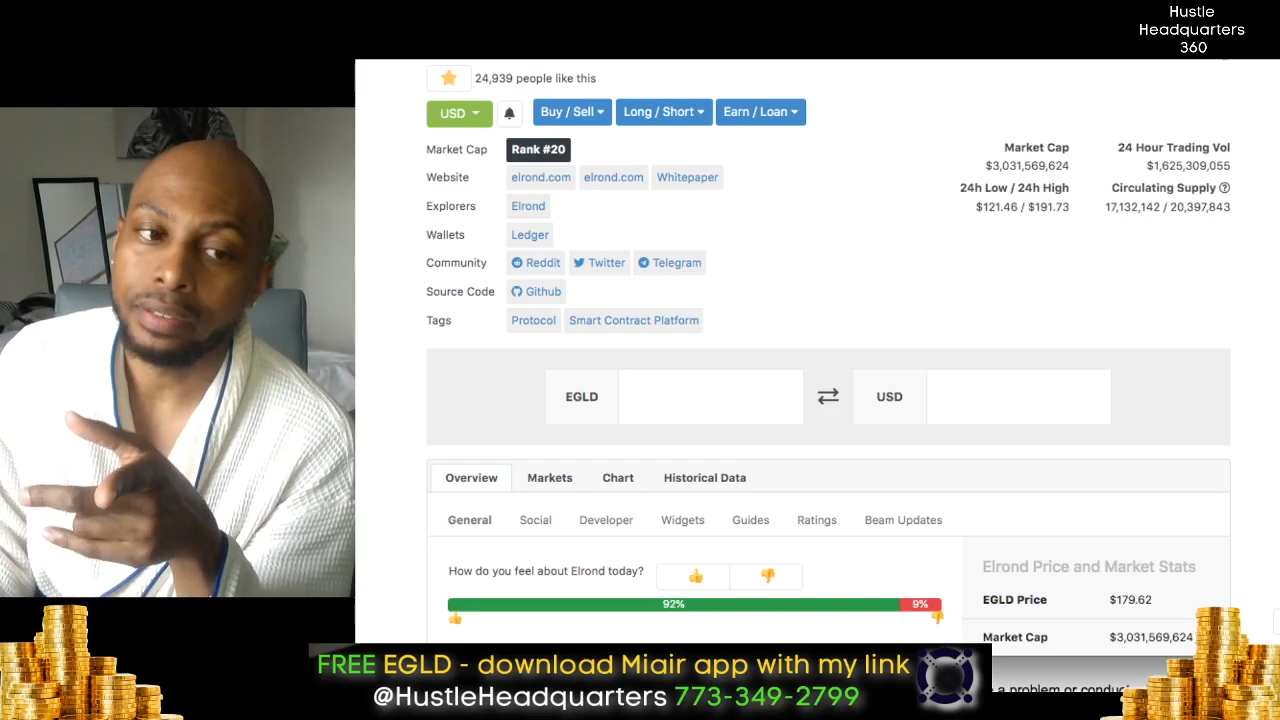 Hustle
Headquarters
360
24,939 people like this
USD
Buy / Sell
Long / Short
Earn / Loan
Market Cap
Rank #20
Website
elrond.com
elrond.com
Whitepaper
Explorers
Elrond
Wallets
Ledger
Community
Reddit
Twitter
Telegram
Source Code
Github
Tags
Protocol
Smart Contract Platform
Market Cap
$3,031,569,624
24 Hour Trading Vol
$1,625,309,055
24h Low / 24h High
$121.46 / $191.73
Circulating Supply
17,132,142 / 20,397,843
EGLD
USD
Overview
Markets
Chart
Historical Data
General
Social
Developer
Widgets
Guides
Ratings
Beam Updates
How do you feel about Elrond today?
92%
9%
Elrond Price and Market Stats
EGLD Price
$179.62
Market Cap
$3,031,569,624
FREE EGLD - download Miair app with my link
@HustleHeadquarters 773-349-2799
a problem or